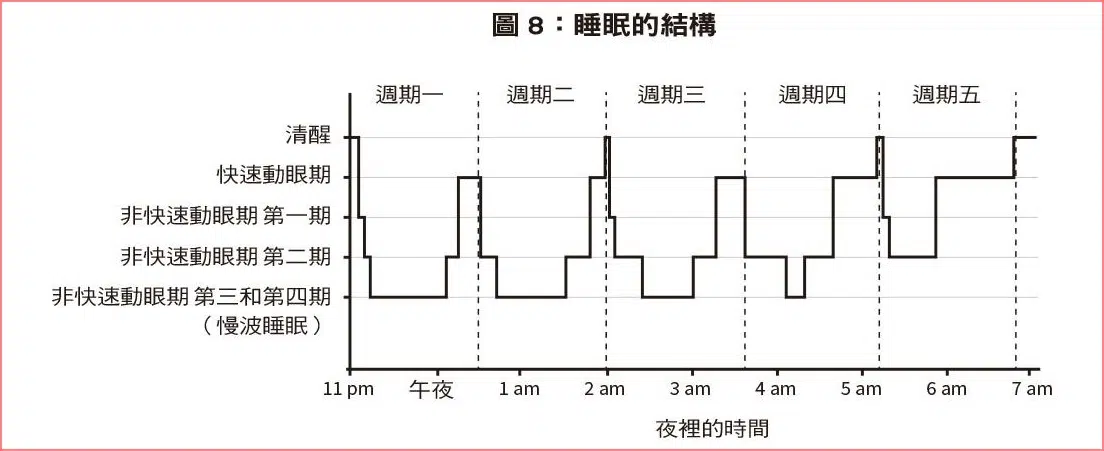 圖 8：睡眠的結構
週期一 週期二 週期三 週期四 週期五
清醒
快速動眼期
非快速動眼期 第一期
非快速動眼期 第二期
非快速動眼期 第三和第四期
（慢波睡眠）
11 pm 午夜 1 am 2 am 3 am 4 am 5 am 6 am 7 am
夜裡的時間